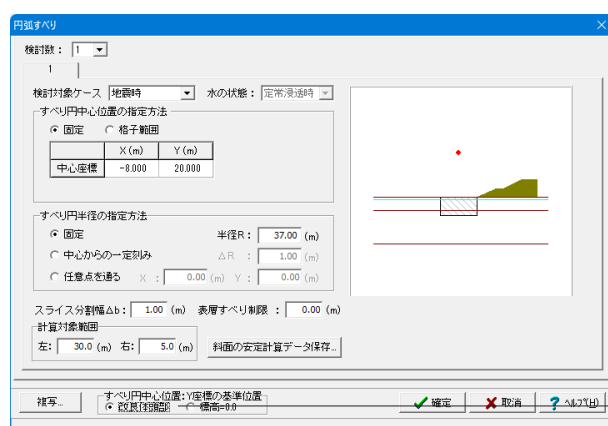 円弧すべり
検討数： 1
1
検討対象ケース 地震時 水の状態： 定常浸透時
すべり円中心位置の指定方法
固定 格子範囲
X (m) Y (m)
中心座標 -8.000 20.000
すべり円半径の指定方法
固定 半径R： 37.00 (m)
中心からの一定刻み ΔR ： 1.00 (m)
任意点を通る X ： 0.00 (m) Y ： 0.00 (m)
スライス分割幅Δb： 1.00 (m) 表層すべり制限 ： 0.00 (m)
計算対象範囲
左： 30.0 (m) 右： 5.0 (m) 斜面の安定計算データ保存...
すべり円中心位置：Y座標の基準位置
複写... 改良体頭部 標高=0.0 確定 取消 ? ヘルプ(H)